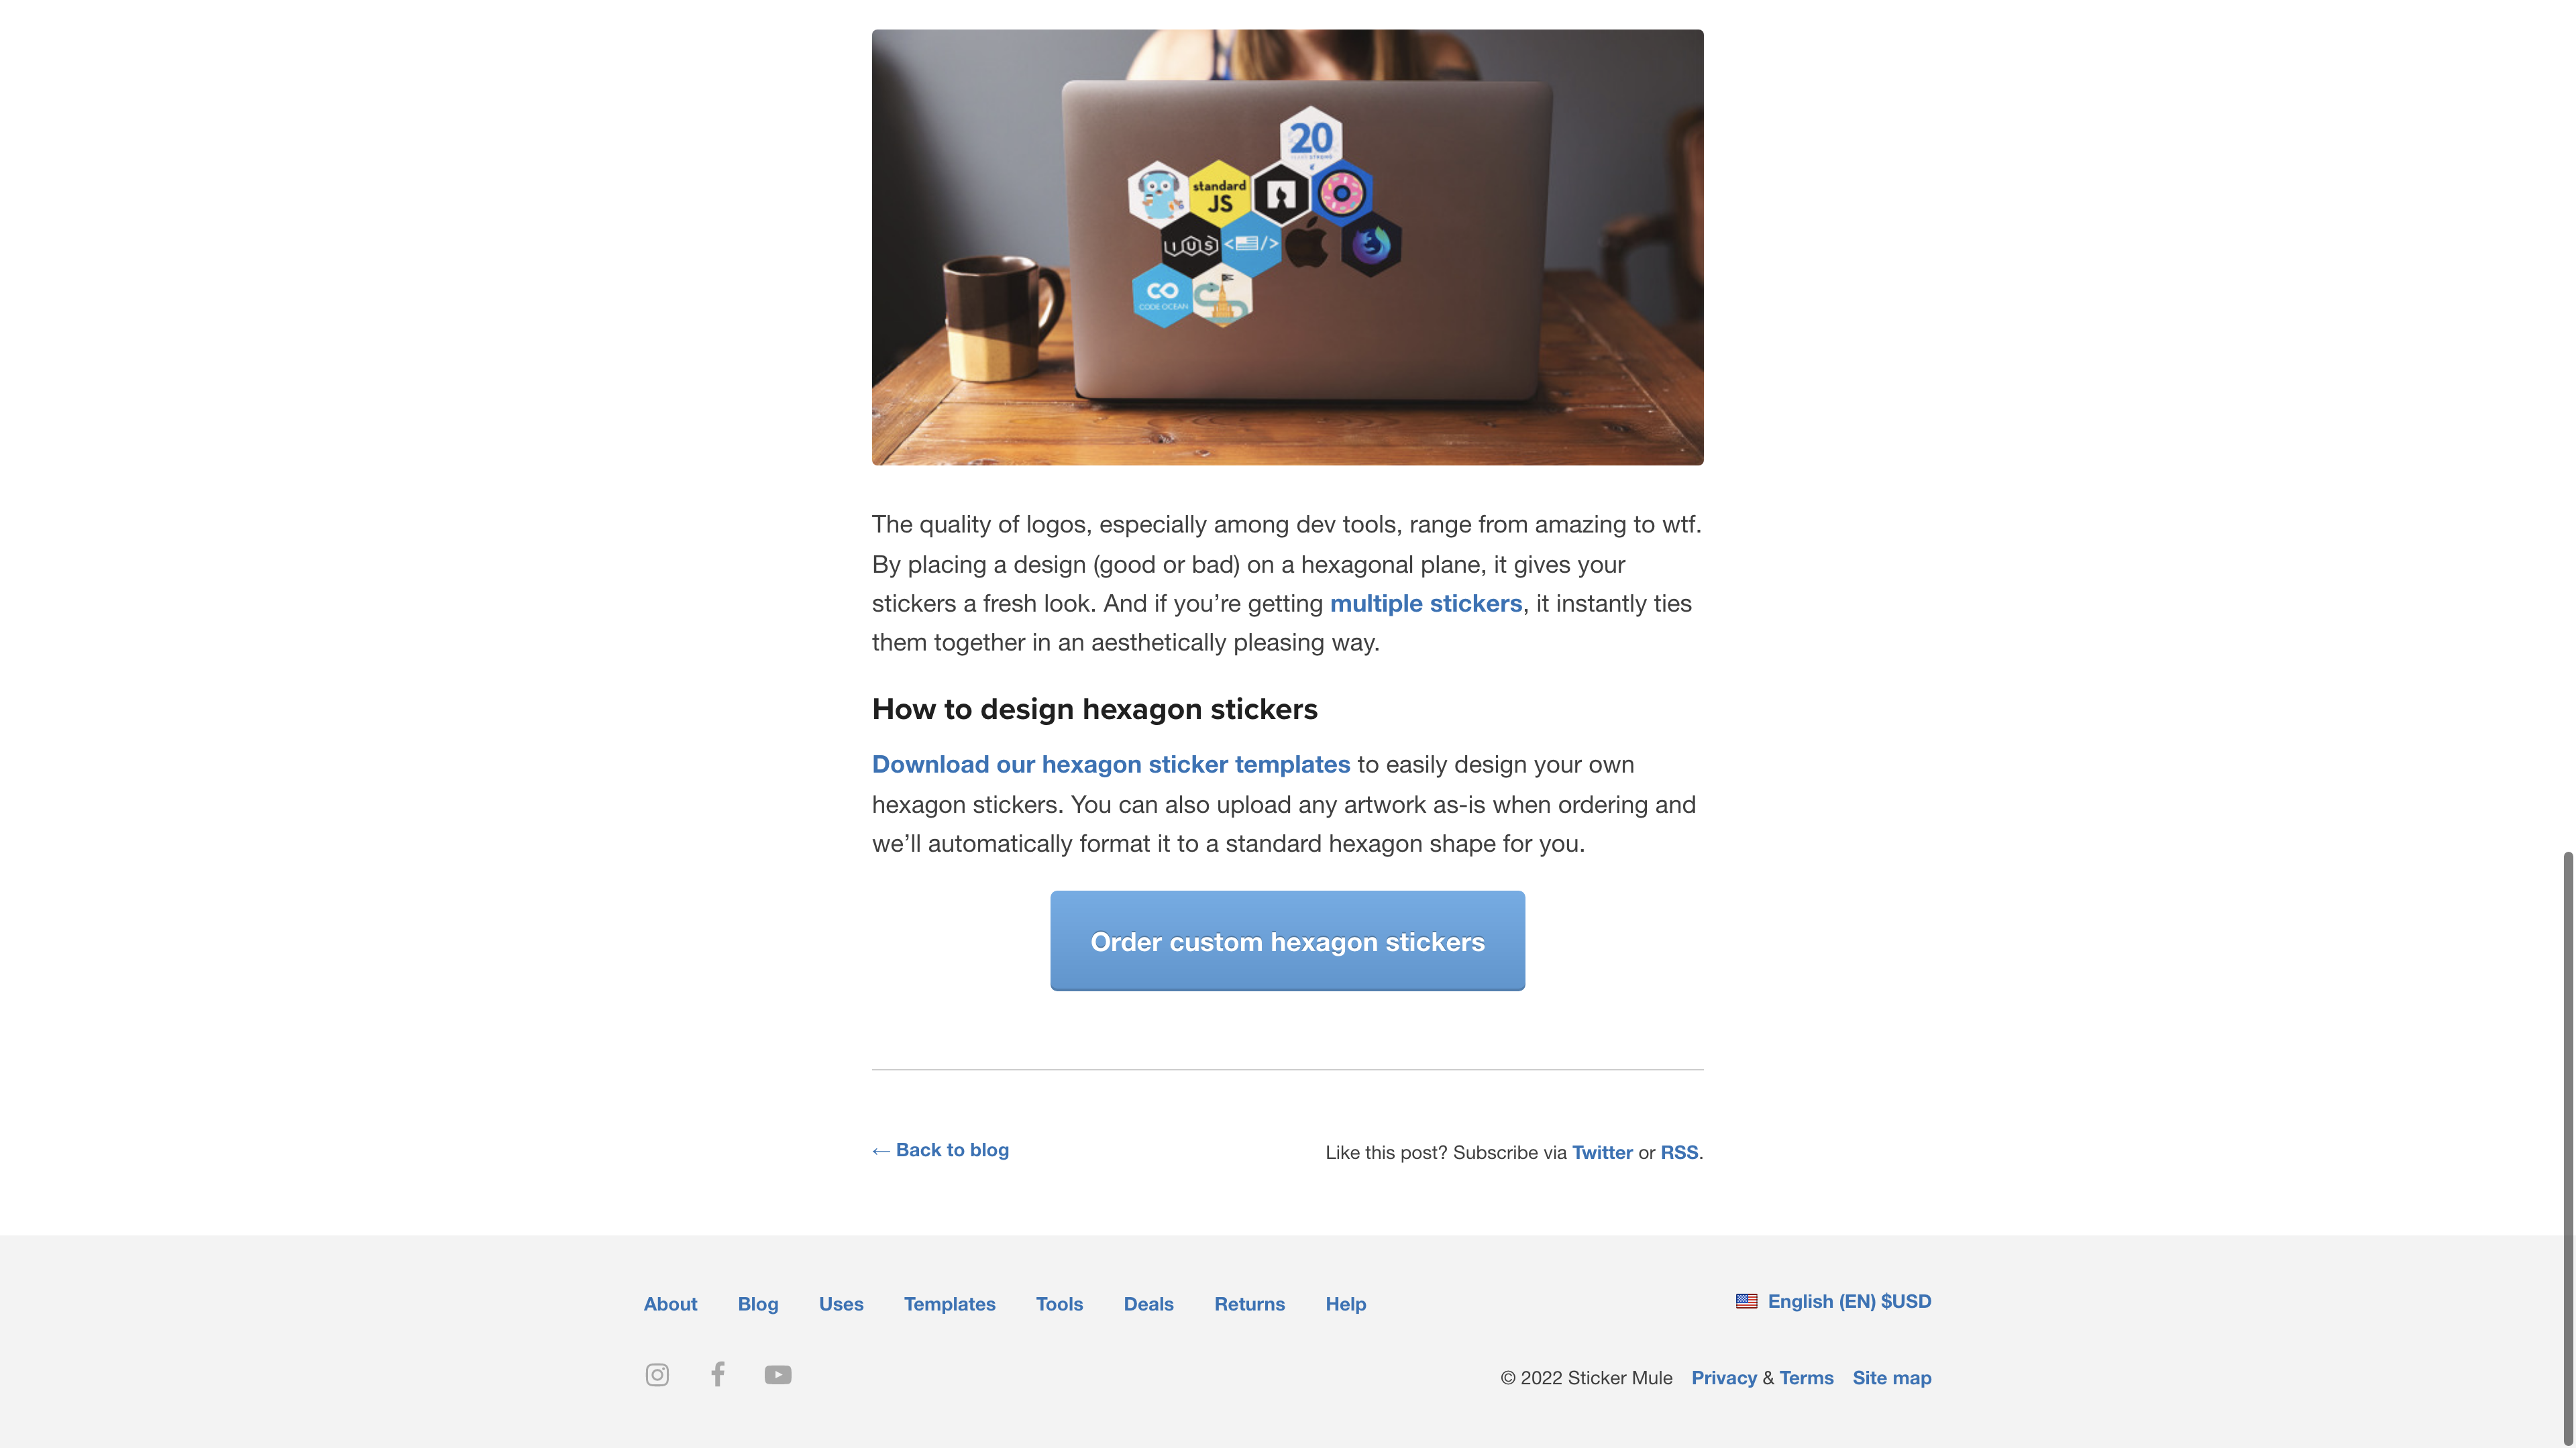 20
standard
JS
IUS
</>
CO
CODE OCEAN
The quality of logos, especially among dev tools, range from amazing to wtf.
By placing a design (good or bad) on a hexagonal plane, it gives your
stickers a fresh look. And if you’re getting multiple stickers, it instantly ties
them together in an aesthetically pleasing way.
How to design hexagon stickers
Download our hexagon sticker templates to easily design your own
hexagon stickers. You can also upload any artwork as-is when ordering and
we’ll automatically format it to a standard hexagon shape for you.
Order custom hexagon stickers
← Back to blog
Like this post? Subscribe via Twitter or RSS.
About Blog Uses Templates Tools Deals Returns Help
English (EN) $USD
© 2022 Sticker Mule Privacy & Terms Site map